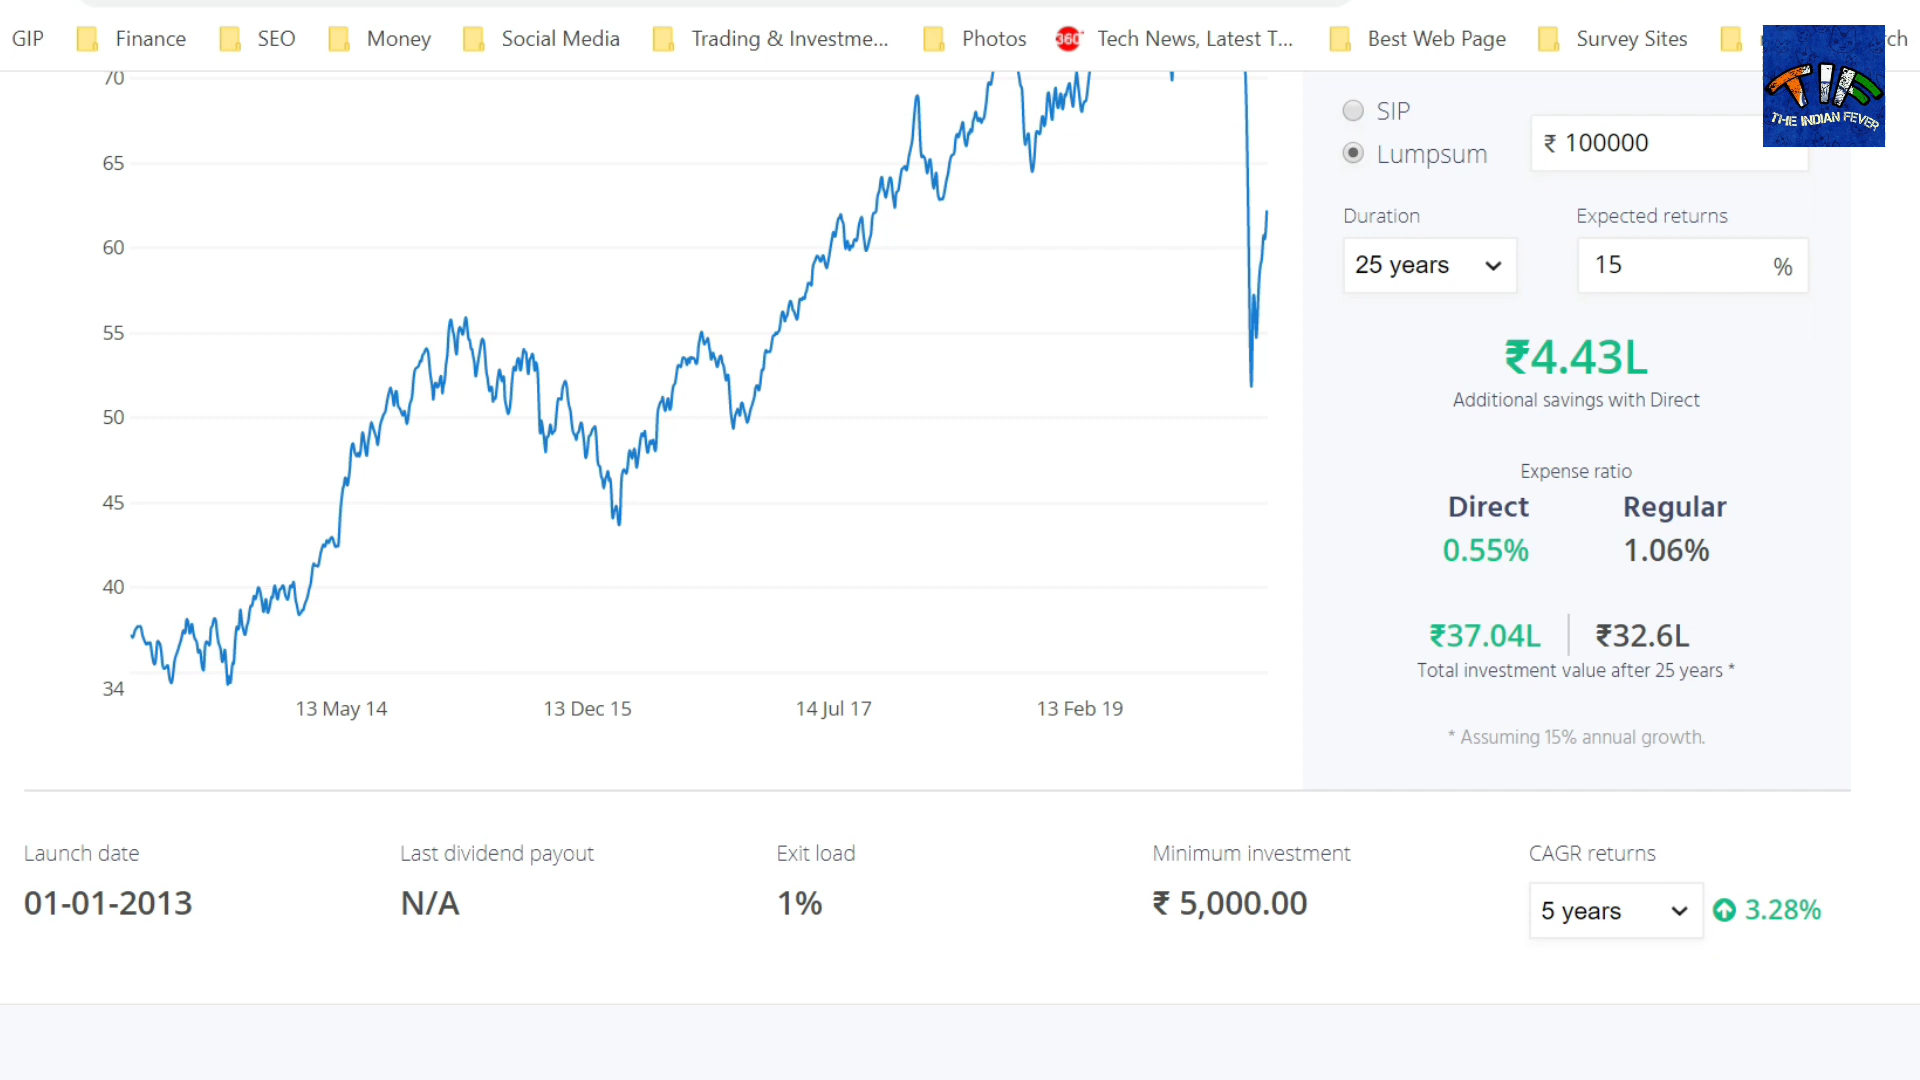 GIP Finance SEO Money Social Media Trading & Investme... Photos 360 Tech News, Latest T... Best Web Page Survey Sites
TIF
THE INDIAN FEVER
70
65
60
55
50
45
40
34
13 May 14 13 Dec 15 14 Jul 17 13 Feb 19
SIP
Lumpsum
₹ 100000
Duration Expected returns
25 years 15 %
₹4.43L
Additional savings with Direct
Expense ratio
Direct Regular
0.55% 1.06%
₹37.04L ₹32.6L
Total investment value after 25 years *
* Assuming 15% annual growth.
Launch date Last dividend payout Exit load Minimum investment CAGR returns
01-01-2013 N/A 1% ₹ 5,000.00 5 years 3.28%